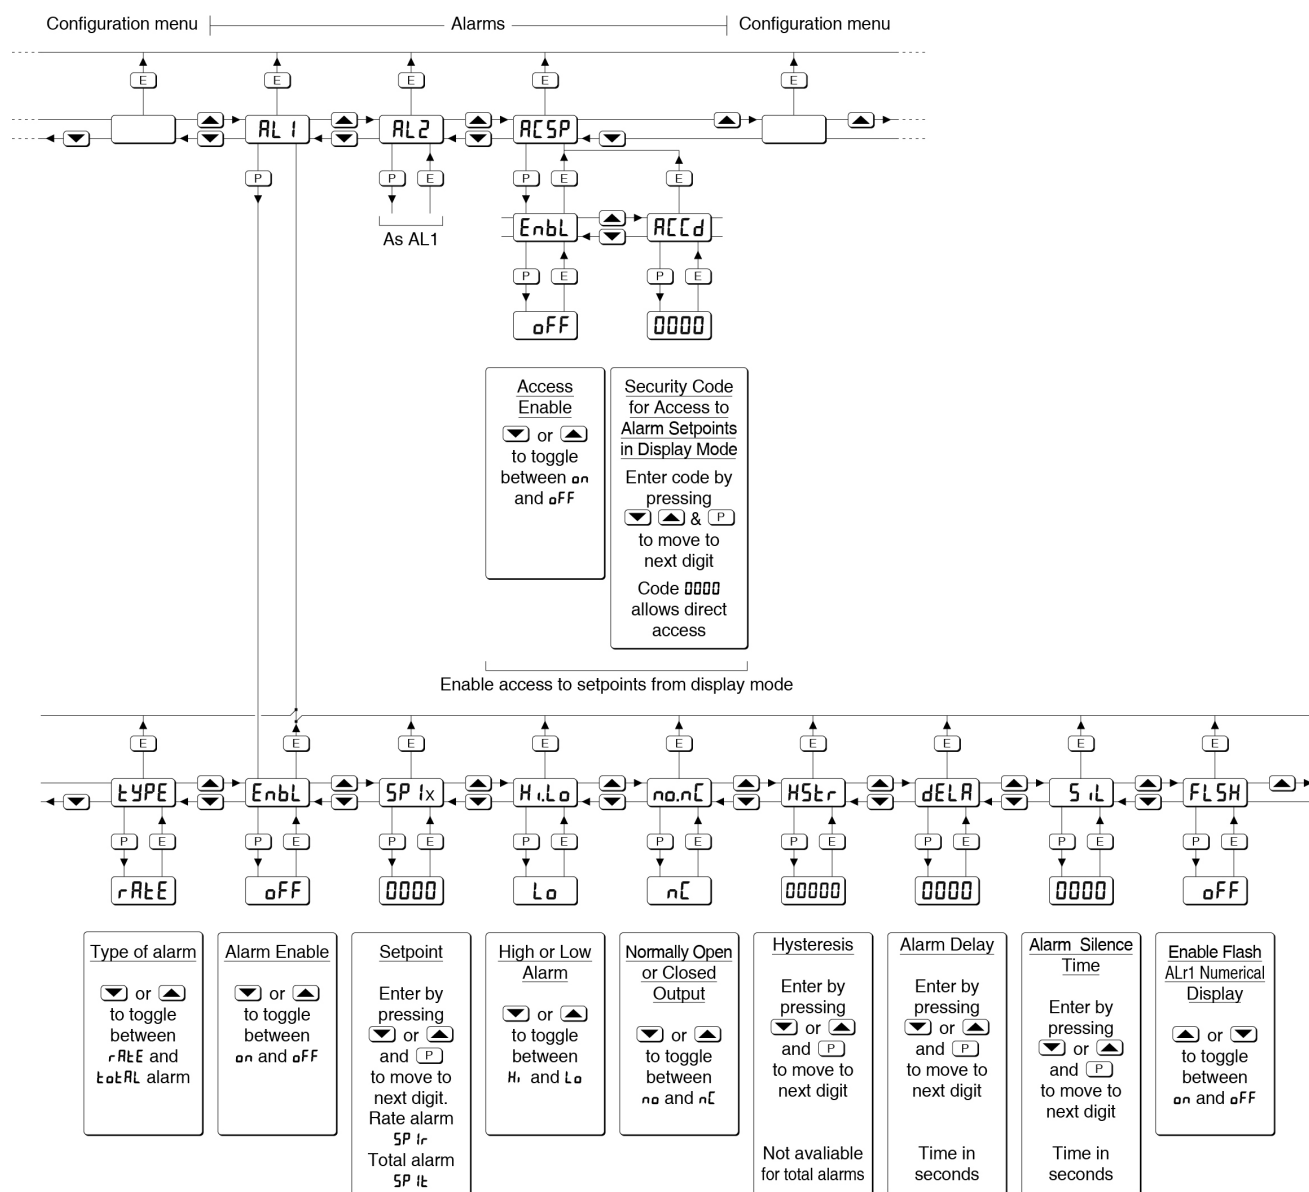 Configuration menu Alarms Configuration menu
E E E E E
AL1 AL2 ACSP
P P E P E E
As AL1
EnbL ACCd
P E P E
oFF 0000
Access
Enable
or
to toggle
between on
and oFF
Security Code
for Access to
Alarm Setpoints
in Display Mode
Enter code by
pressing
& P
to move to
next digit
Code 0000
allows direct
access
Enable access to setpoints from display mode
E E E E E E E E E
tYPE EnbL SP1x Hi.Lo no.nC HStr dELA SiL FLSH
P E P E P E P E P E P E P E P E P E
rAtE oFF 0000 Lo nC 00000 0000 0000 oFF
Type of alarm
or
to toggle
between
rAtE and
totAL alarm
Alarm Enable
or
to toggle
between
on and oFF
Setpoint
Enter by
pressing
or
and P
to move to
next digit.
Rate alarm
SP1r
Total alarm
SP1t
High or Low
Alarm
or
to toggle
between
Hi and Lo
Normally Open
or Closed
Output
or
to toggle
between
no and nC
Hysteresis
Enter by
pressing
or
and P
to move to
next digit
Not avaliable
for total alarms
Alarm Delay
Enter by
pressing
or
and P
to move to
next digit
Time in
seconds
Alarm Silence
Time
Enter by
pressing
or
and P
to move to
next digit
Time in
seconds
Enable Flash
ALr1 Numerical
Display
or
to toggle
between
on and oFF